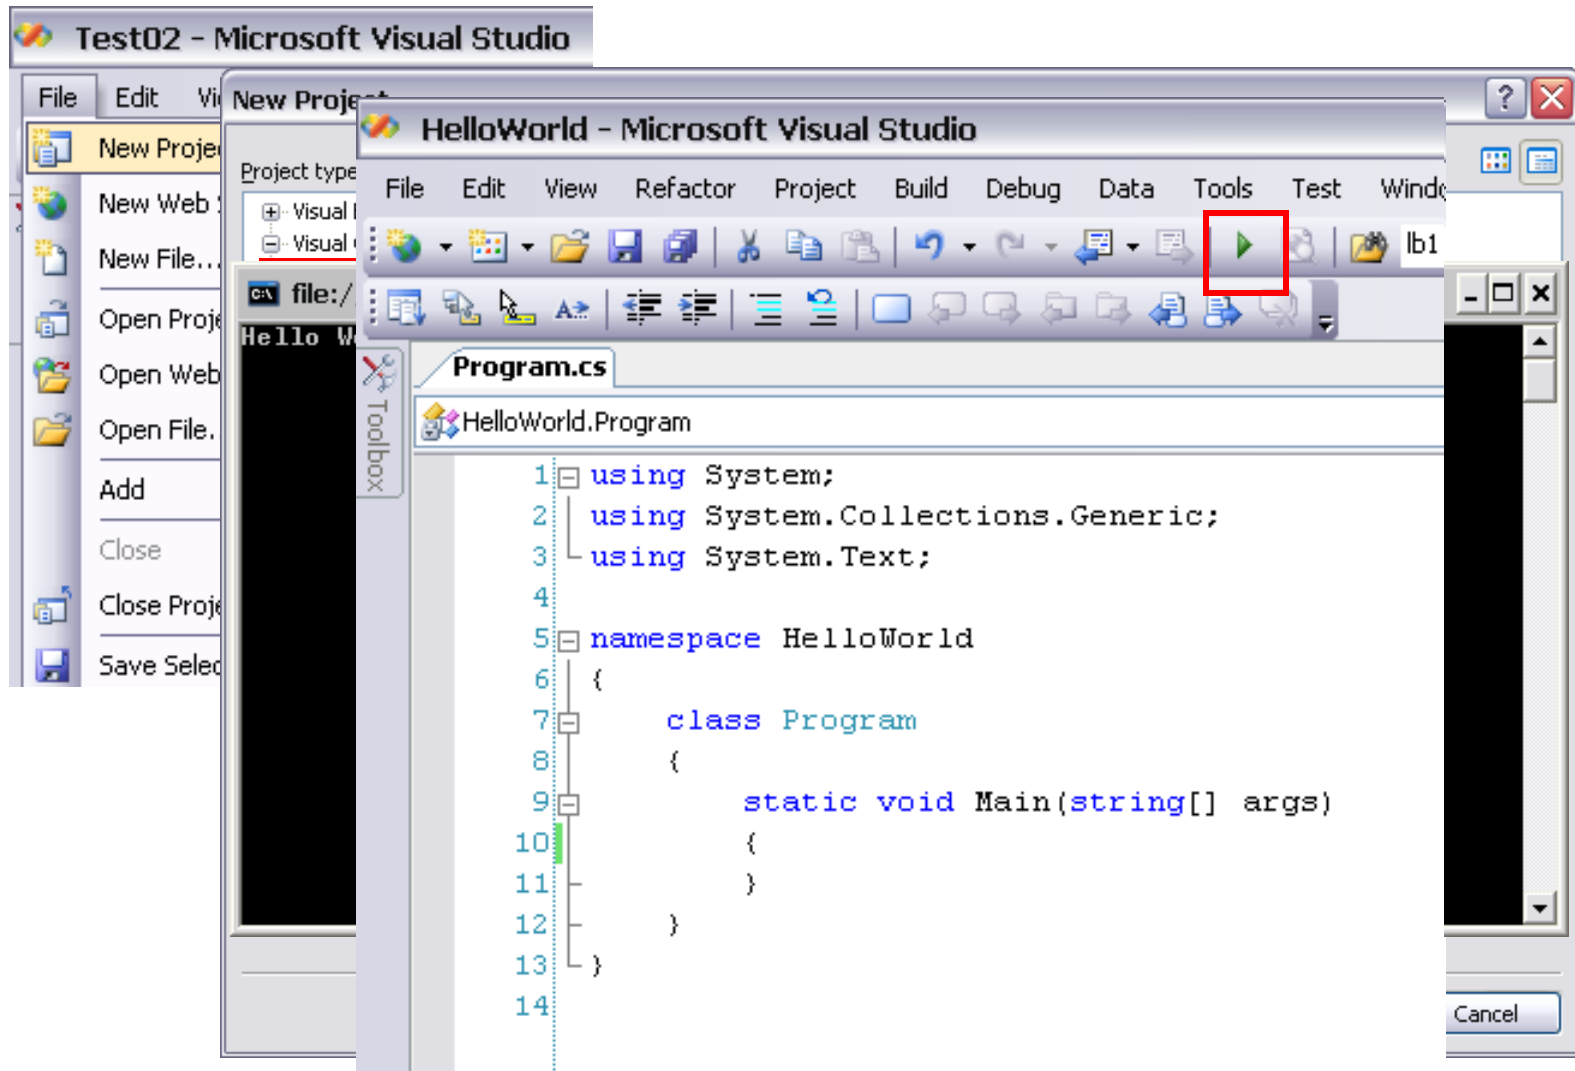 Test02 - Microsoft Visual Studio
File Edit
New Project
New Web
New File...
Open
Open Web
Open File.
Add
Close
Close
Save
New
Project
Visual
Visual
file:/
Hello
Cancel
HelloWorld - Microsoft Visual Studio
File Edit View Refactor Project Build Debug Data Tools Test
lb1
Toolbox
Program.cs
HelloWorld.Program
1 using System;
2 using System.Collections.Generic;
3 using System.Text;
4
5 namespace HelloWorld
6 {
7 class Program
8 {
9 static void Main(string[] args)
10 {
11 }
12 }
13 }
14